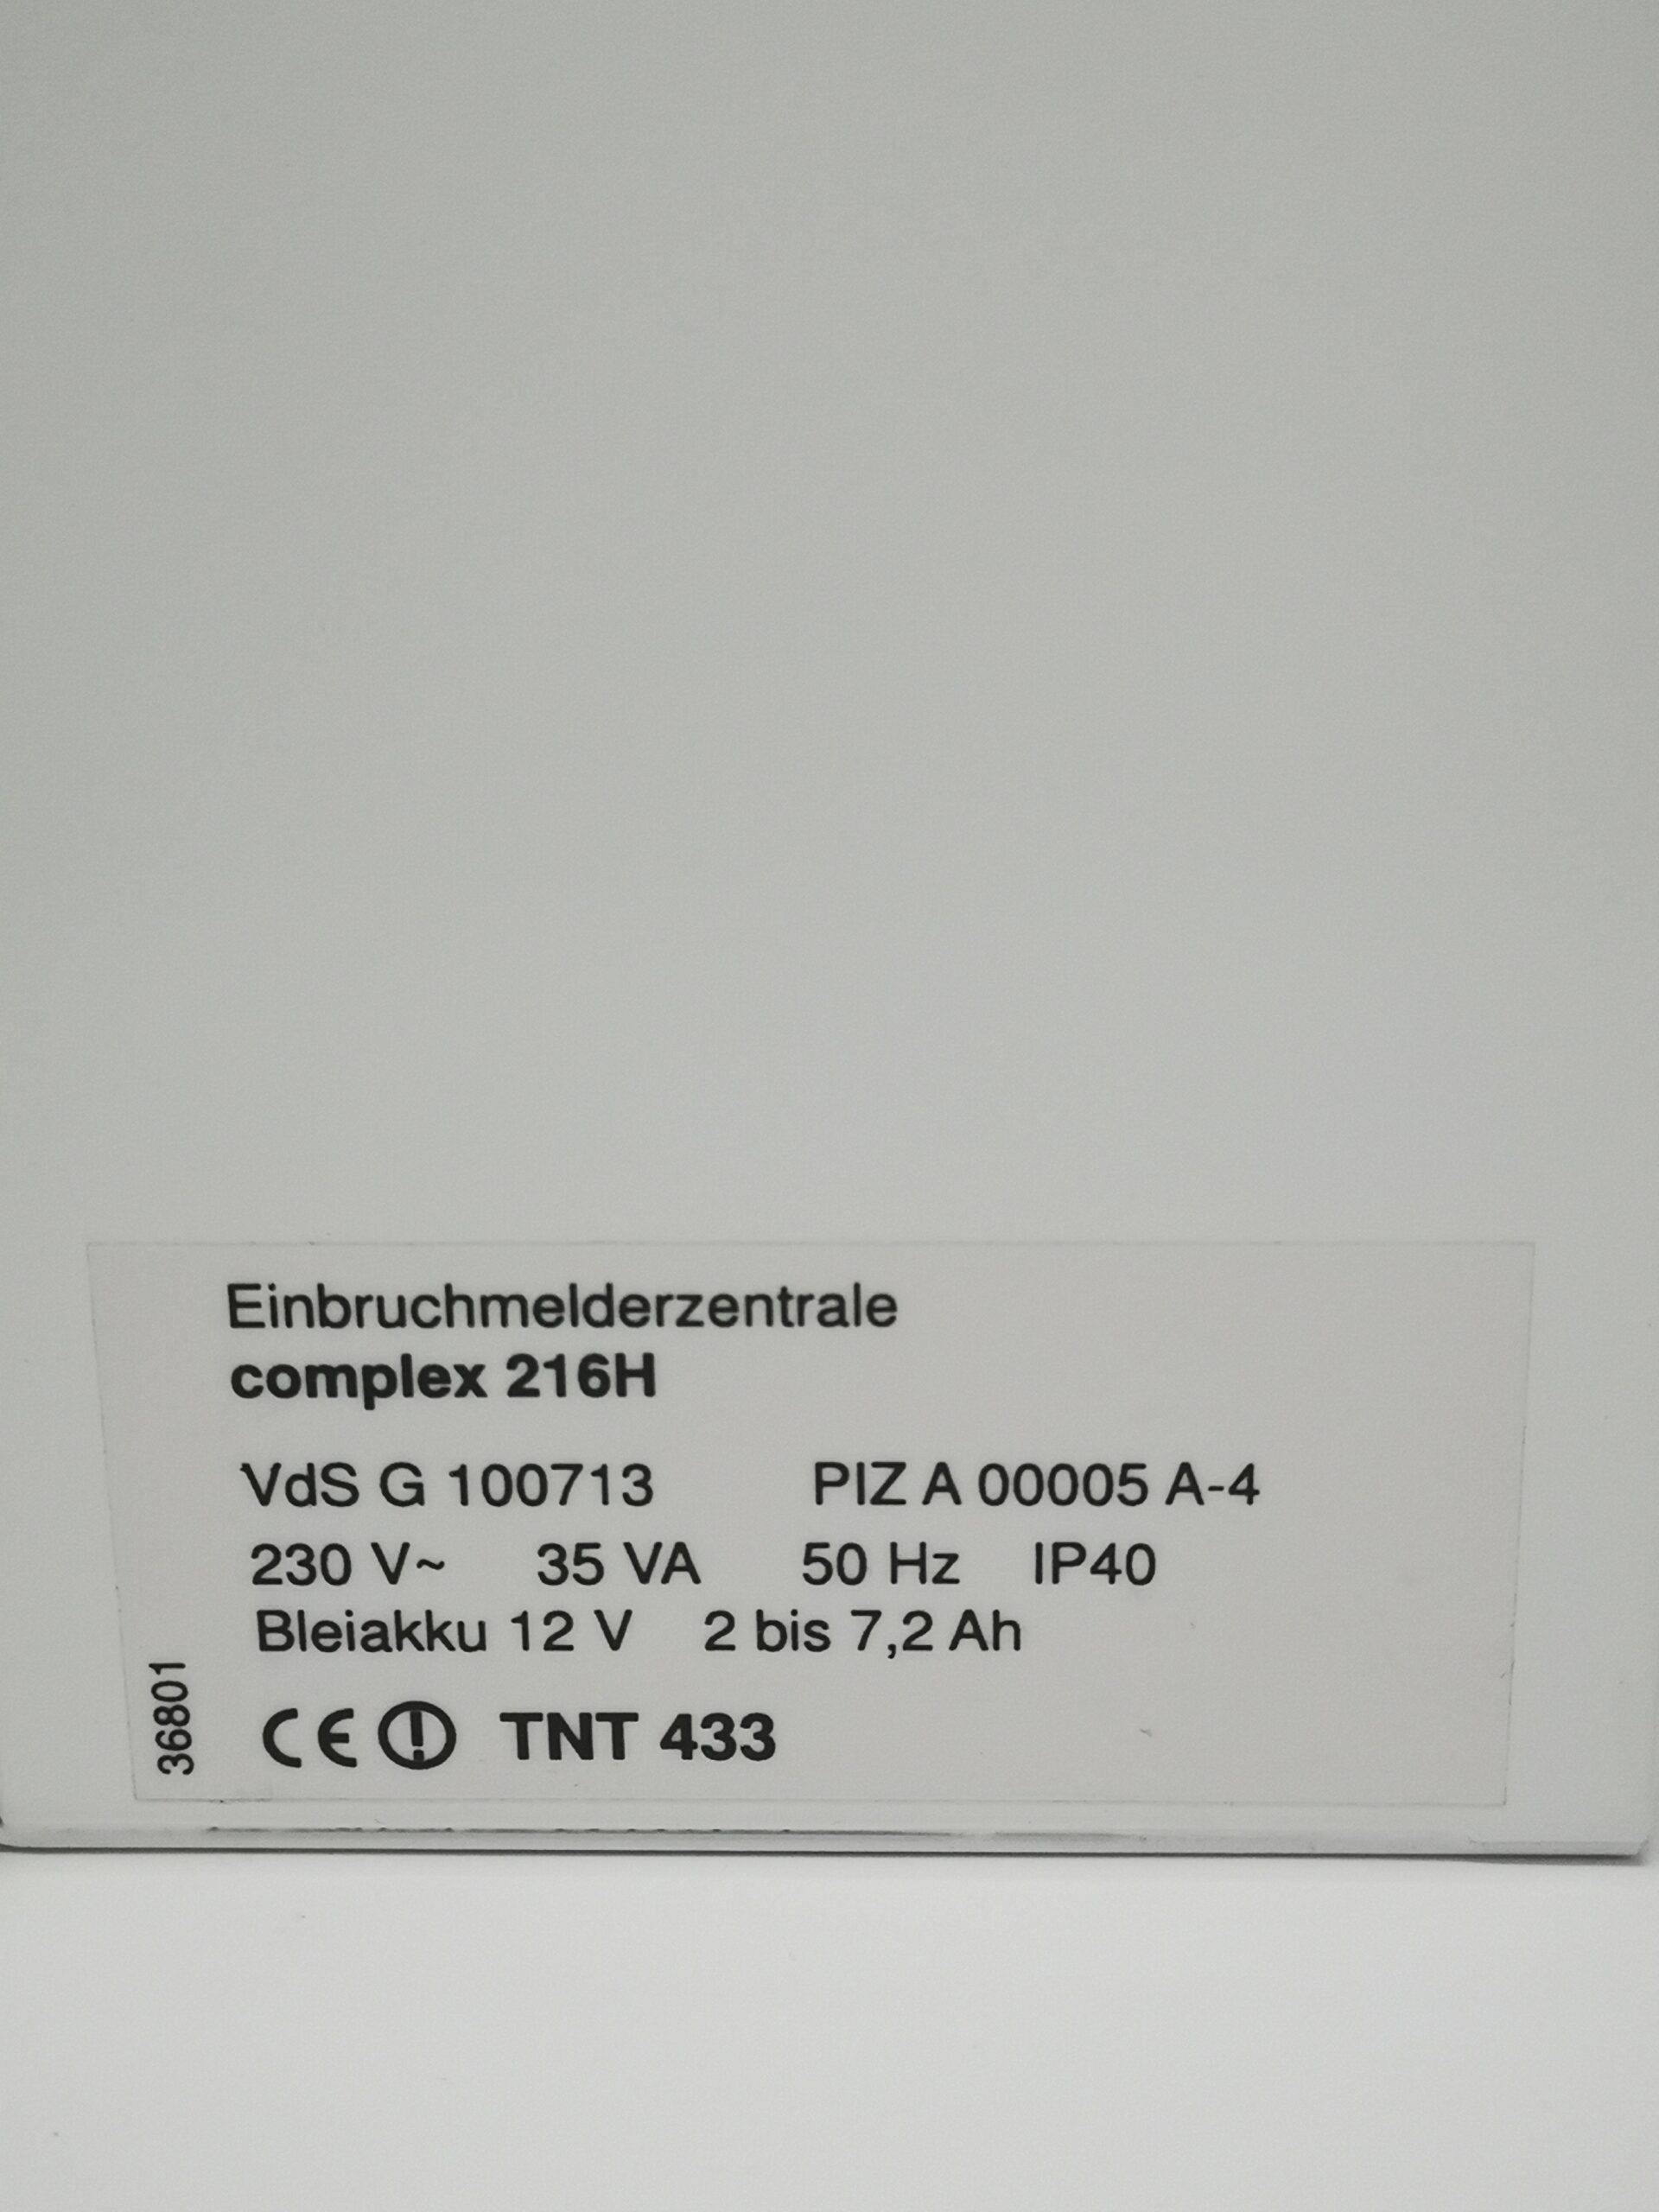 Einbruchmelderzentrale
complex 216H
VdS G 100713 PIZ A 00005 A-4
230 V~ 35 VA 50 Hz IP40
Bleiakku 12 V 2 bis 7,2 Ah
CE TNT 433
36801